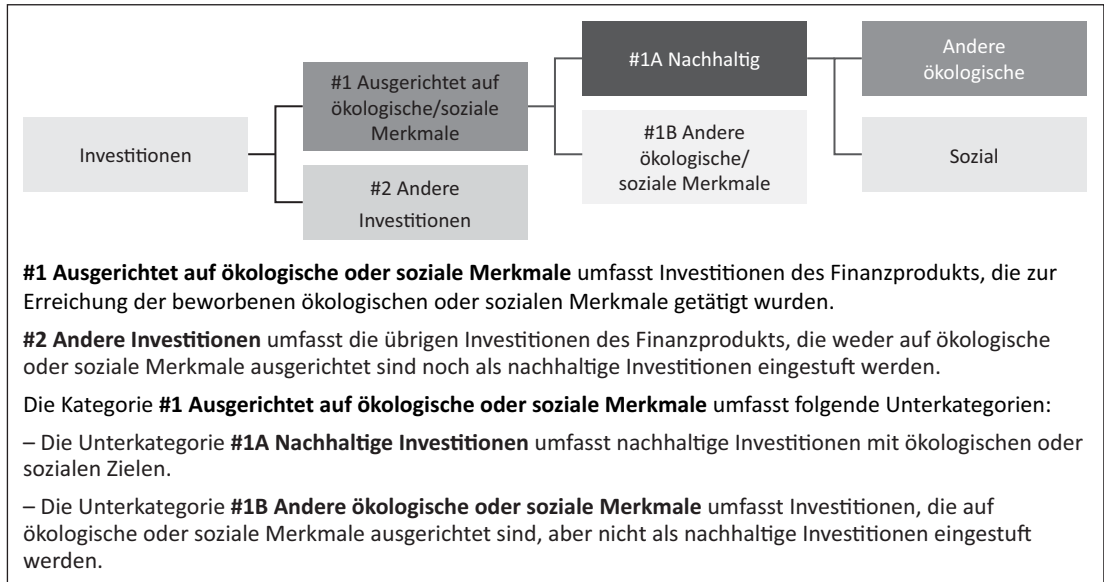 Investitionen
#1 Ausgerichtet auf
ökologische/soziale
Merkmale
#2 Andere
Investitionen
#1A Nachhaltig
#1B Andere
ökologische/
soziale Merkmale
Andere
ökologische
Sozial
#1 Ausgerichtet auf ökologische oder soziale Merkmale umfasst Investitionen des Finanzprodukts, die zur
Erreichung der beworbenen ökologischen oder sozialen Merkmale getätigt wurden.
#2 Andere Investitionen umfasst die übrigen Investitionen des Finanzprodukts, die weder auf ökologische
oder soziale Merkmale ausgerichtet sind noch als nachhaltige Investitionen eingestuft werden.
Die Kategorie #1 Ausgerichtet auf ökologische oder soziale Merkmale umfasst folgende Unterkategorien:
– Die Unterkategorie #1A Nachhaltige Investitionen umfasst nachhaltige Investitionen mit ökologischen oder
sozialen Zielen.
– Die Unterkategorie #1B Andere ökologische oder soziale Merkmale umfasst Investitionen, die auf
ökologische oder soziale Merkmale ausgerichtet sind, aber nicht als nachhaltige Investitionen eingestuft
werden.